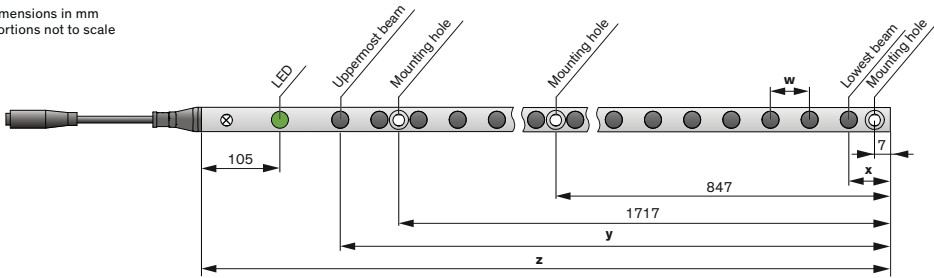 mensions in mm
ortions not to scale
LED
Uppermost beam
Mounting hole
Mounting hole
w
Lowest beam
Mounting hole
105
7
x
847
1717
y
z